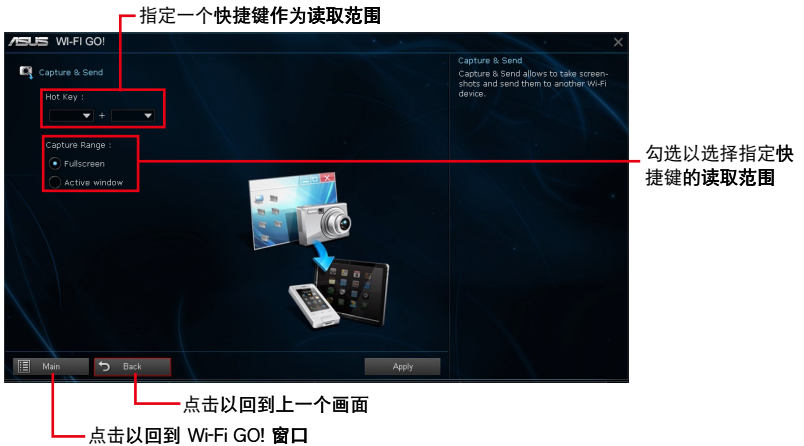 指定一个快捷键作为读取范围
ASUS WI-FI GO!
Capture & Send
Hot Key :
+
Capture Range :
Fullscreen
Active window
Capture & Send
Capture & Send allows to take screen-
shots and send them to another Wi-Fi
device.
勾选以选择指定快
捷键的读取范围
Main
Back
Apply
点击以回到上一个画面
点击以回到 Wi-Fi GO! 窗口